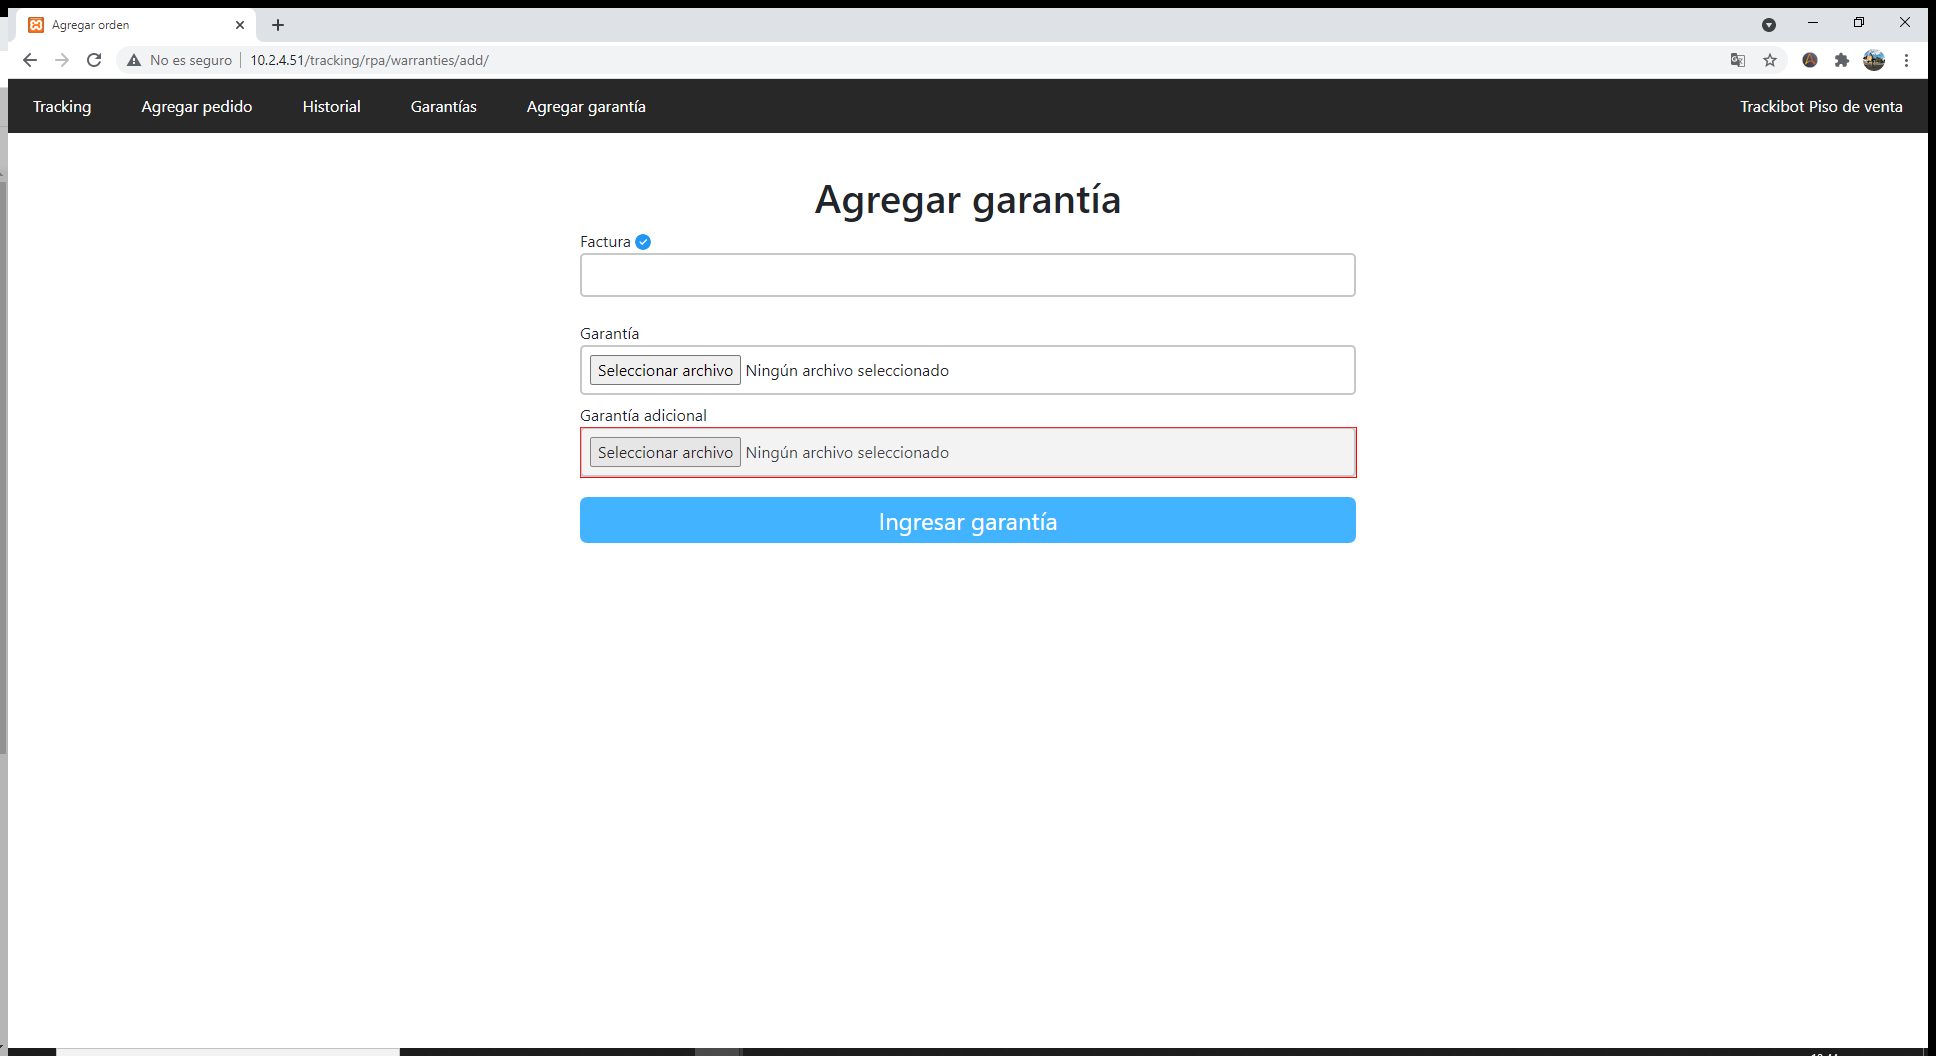 Agregar orden
No es seguro 10.2.4.51/tracking/rpa/warranties/add/
Tracking Agregar pedido Historial Garantías Agregar garantía Trackibot Piso de venta
Agregar garantía
Factura
Garantía
Seleccionar archivo Ningún archivo seleccionado
Garantía adicional
Seleccionar archivo Ningún archivo seleccionado
Ingresar garantía